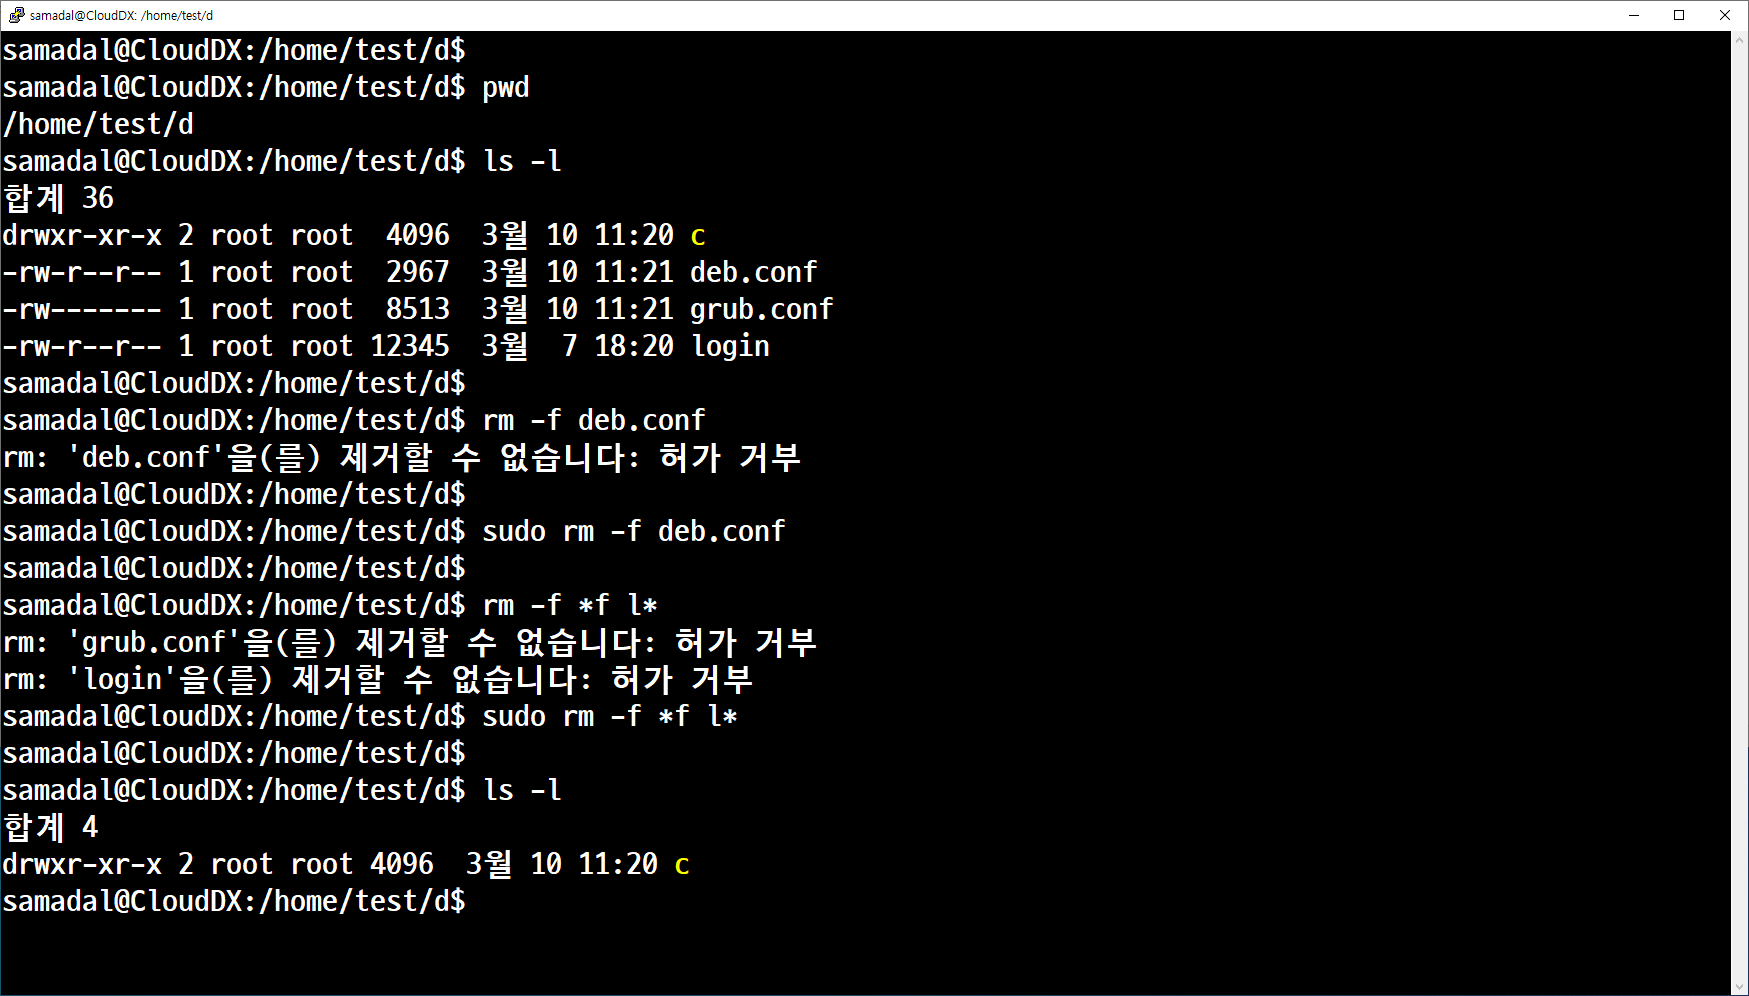 samadal@CloudDX: /home/test/d
samadal@CloudDX:/home/test/d$
samadal@CloudDX:/home/test/d$ pwd
/home/test/d
samadal@CloudDX:/home/test/d$ ls -l
합계 36
drwxr-xr-x 2 root root  4096  3월 10 11:20 c
-rw-r--r-- 1 root root  2967  3월 10 11:21 deb.conf
-rw------- 1 root root  8513  3월 10 11:21 grub.conf
-rw-r--r-- 1 root root 12345  3월  7 18:20 login
samadal@CloudDX:/home/test/d$
samadal@CloudDX:/home/test/d$ rm -f deb.conf
rm: 'deb.conf'을(를) 제거할 수 없습니다: 허가 거부
samadal@CloudDX:/home/test/d$
samadal@CloudDX:/home/test/d$ sudo rm -f deb.conf
samadal@CloudDX:/home/test/d$
samadal@CloudDX:/home/test/d$ rm -f *f l*
rm: 'grub.conf'을(를) 제거할 수 없습니다: 허가 거부
rm: 'login'을(를) 제거할 수 없습니다: 허가 거부
samadal@CloudDX:/home/test/d$ sudo rm -f *f l*
samadal@CloudDX:/home/test/d$
samadal@CloudDX:/home/test/d$ ls -l
합계 4
drwxr-xr-x 2 root root 4096  3월 10 11:20 c
samadal@CloudDX:/home/test/d$